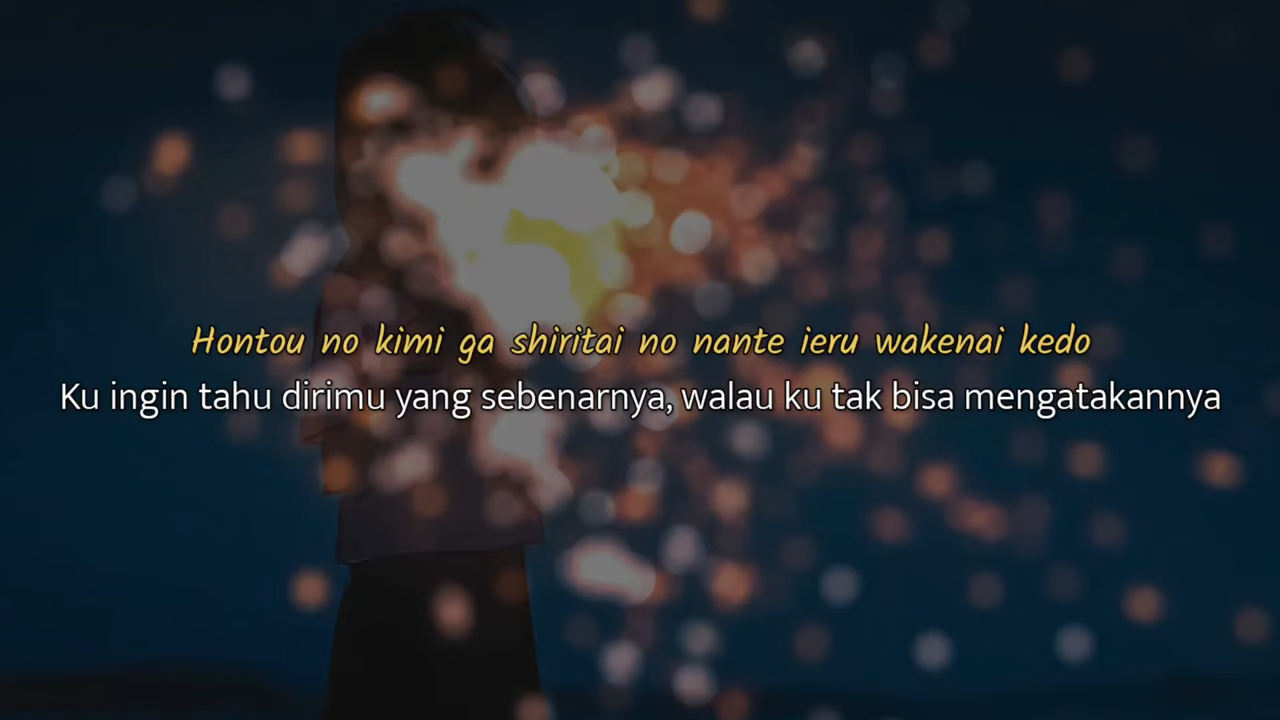 Hontou no kimi ga shiritai no nante ieru wakenai kedo
Ku ingin tahu dirimu yang sebenarnya, walau ku tak bisa mengatakannya